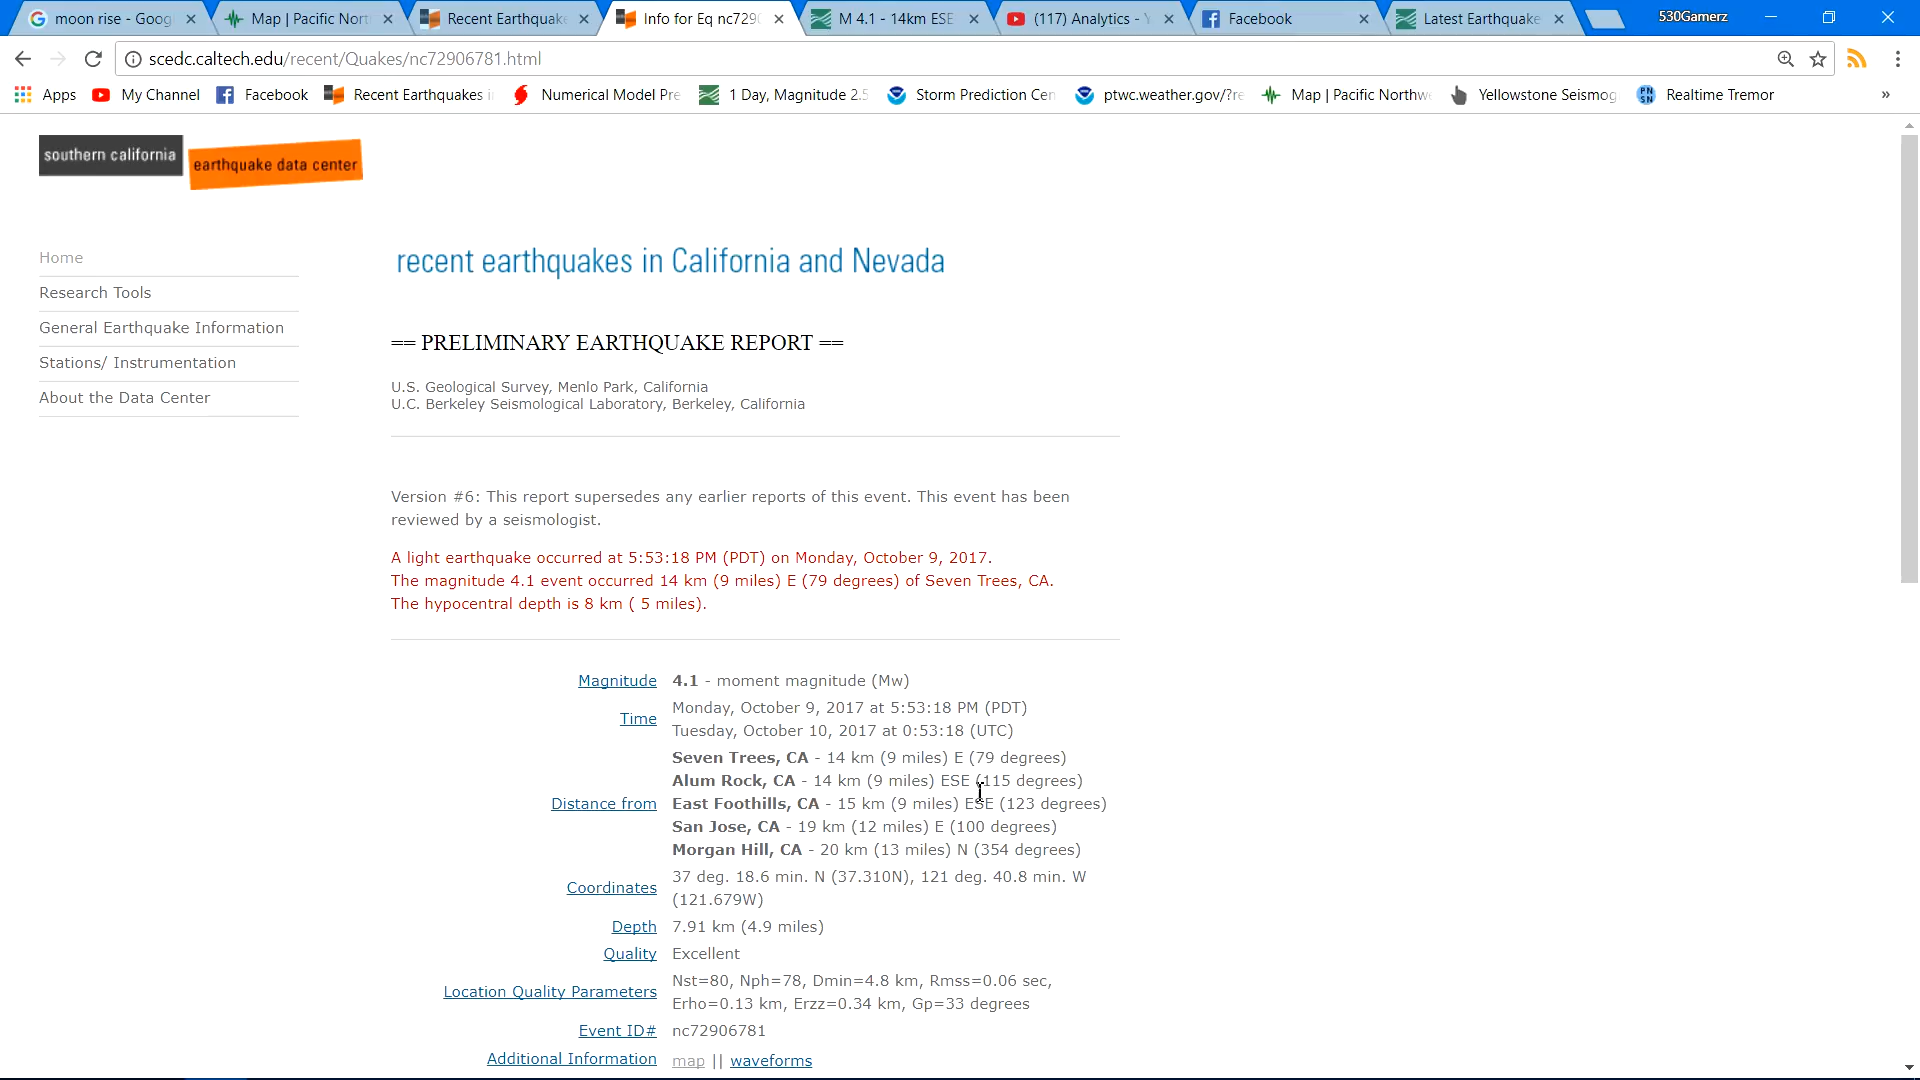 moon rise - Goog
Map | Pacific Nort
Recent Earthquake
Info for Eq nc729
M 4.1 - 14km ESE
(117) Analytics - Y
Facebook
Latest Earthquake
530Gamerz
scedc.caltech.edu/recent/Quakes/nc72906781.html
Apps
My Channel
Facebook
Recent Earthquakes i
Numerical Model Pre
1 Day, Magnitude 2.5
Storm Prediction Cen
ptwc.weather.gov/?re
Map | Pacific Northw
Yellowstone Seismog
PN SN
Realtime Tremor
»
southern california
earthquake data center
Home
Research Tools
General Earthquake Information
Stations/ Instrumentation
About the Data Center
recent earthquakes in California and Nevada
== PRELIMINARY EARTHQUAKE REPORT ==
U.S. Geological Survey, Menlo Park, California
U.C. Berkeley Seismological Laboratory, Berkeley, California
Version #6: This report supersedes any earlier reports of this event. This event has been
reviewed by a seismologist.
A light earthquake occurred at 5:53:18 PM (PDT) on Monday, October 9, 2017.
The magnitude 4.1 event occurred 14 km (9 miles) E (79 degrees) of Seven Trees, CA.
The hypocentral depth is 8 km ( 5 miles).
Magnitude 4.1 - moment magnitude (Mw)
Time
Monday, October 9, 2017 at 5:53:18 PM (PDT)
Tuesday, October 10, 2017 at 0:53:18 (UTC)
Distance from
Seven Trees, CA - 14 km (9 miles) E (79 degrees)
Alum Rock, CA - 14 km (9 miles) ESE (115 degrees)
East Foothills, CA - 15 km (9 miles) ESE (123 degrees)
San Jose, CA - 19 km (12 miles) E (100 degrees)
Morgan Hill, CA - 20 km (13 miles) N (354 degrees)
Coordinates
37 deg. 18.6 min. N (37.310N), 121 deg. 40.8 min. W
(121.679W)
Depth 7.91 km (4.9 miles)
Quality Excellent
Location Quality Parameters
Nst=80, Nph=78, Dmin=4.8 km, Rmss=0.06 sec,
Erho=0.13 km, Erzz=0.34 km, Gp=33 degrees
Event ID# nc72906781
Additional Information map || waveforms